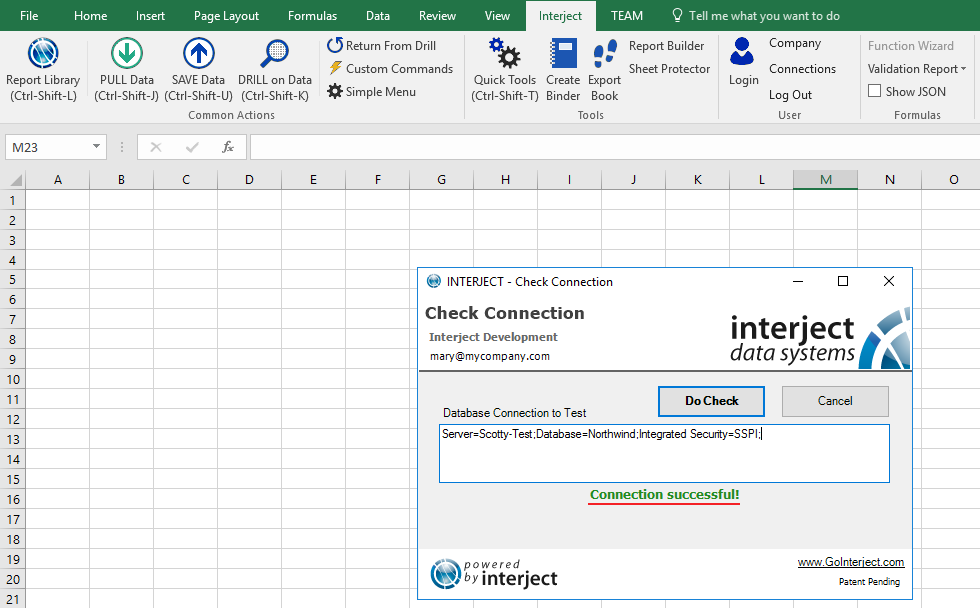 File Home Insert Page Layout Formulas Data Review View Interject TEAM Tell me what you want to do
Report Library
(Ctrl-Shift-L)
PULL Data
(Ctrl-Shift-J)
SAVE Data
(Ctrl-Shift-U)
DRILL on Data
(Ctrl-Shift-K)
Return From Drill
Custom Commands
Simple Menu
Common Actions
Quick Tools
(Ctrl-Shift-T)
Create
Binder
Export
Book
Report Builder
Sheet Protector
Tools
Login
Company
Connections
Log Out
User
Function Wizard
Validation Report
Show JSON
Formulas
M23
fx
A B C D E F G H I J K L M N O
1
2
3
4
5
6
7
8
9
10
11
12
13
14
15
16
17
18
19
20
21
INTERJECT - Check Connection
Check Connection
Interject Development
mary@mycompany.com
interject
data systems
Do Check
Cancel
Database Connection to Test
Server=Scotty-Test;Database=Northwind;Integrated Security=SSPI;
Connection successful!
powered
by interject
www.GoInterject.com
Patent Pending